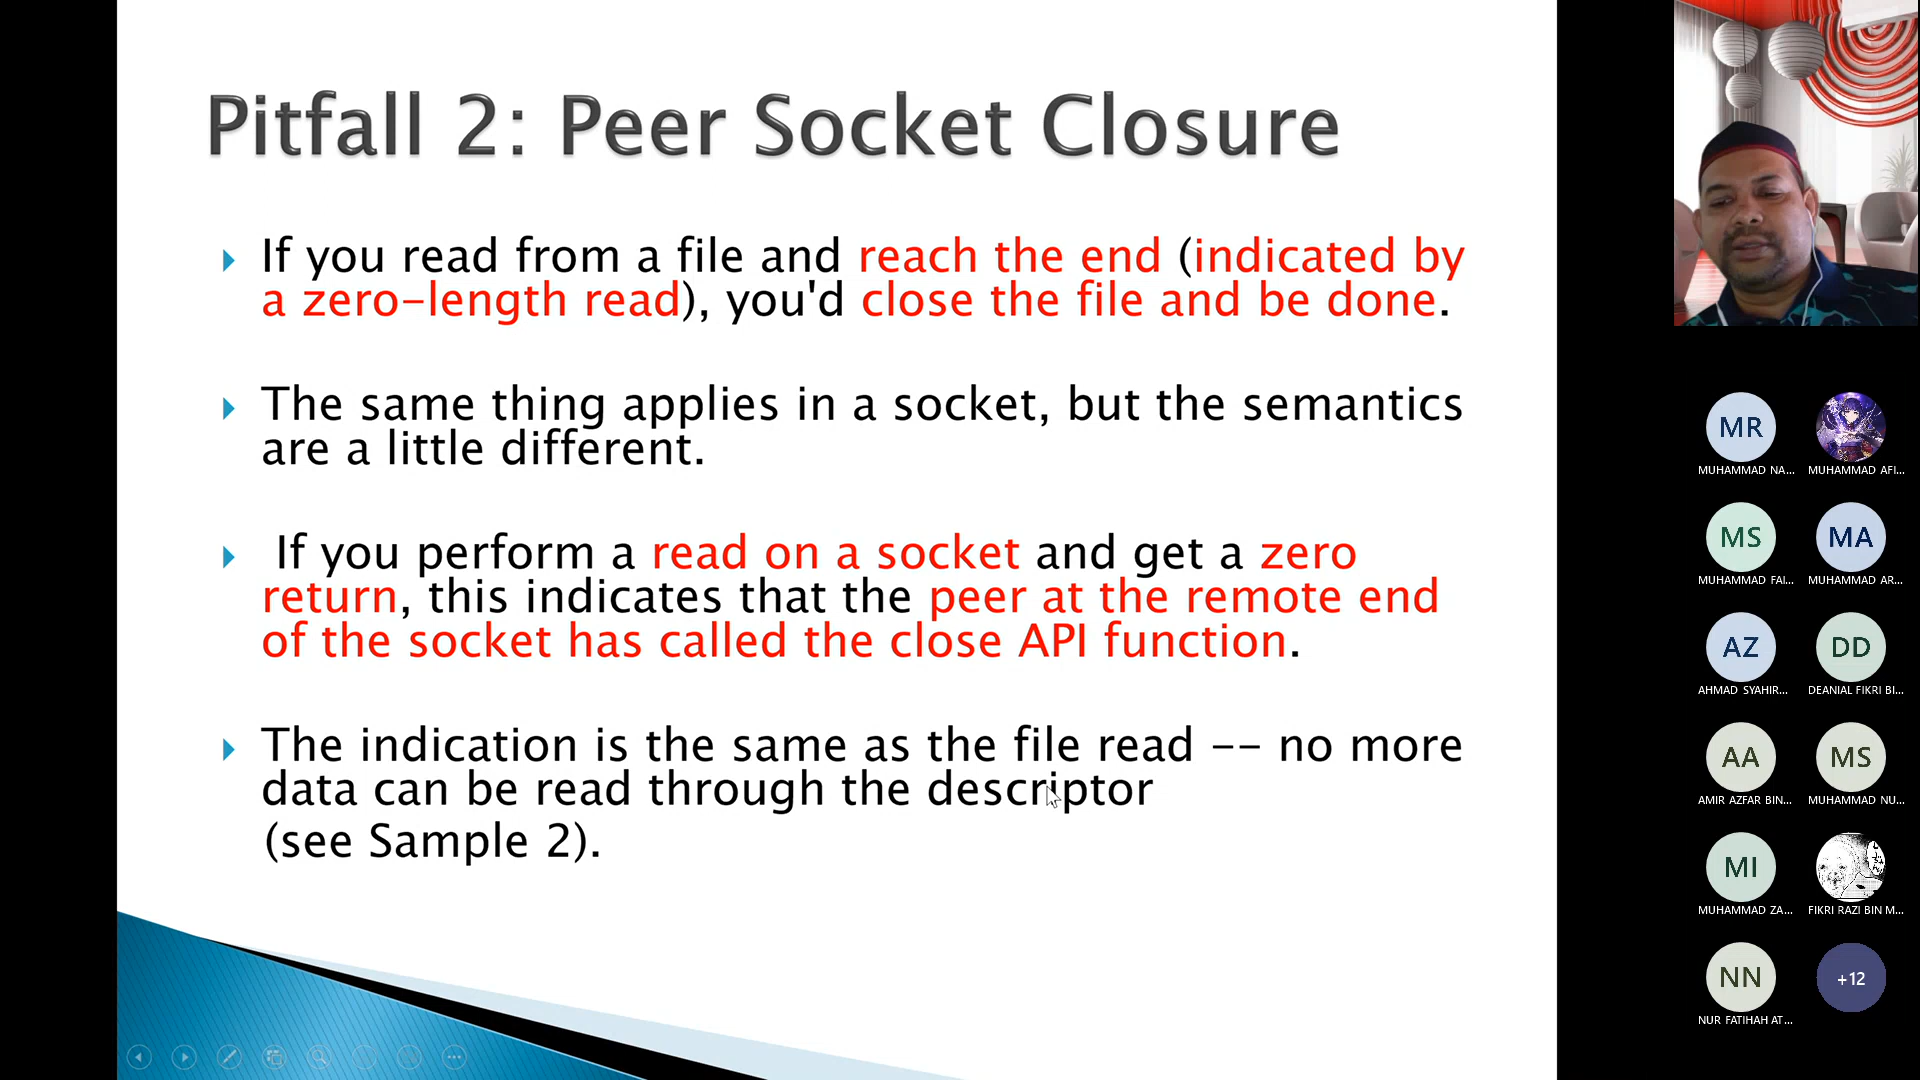 Pitfall 2: Peer Socket Closure
If you read from a file and reach the end (indicated by
a zero-length read), you'd close the file and be done.
The same thing applies in a socket, but the semantics
are a little different.
If you perform a read on a socket and get a zero
return, this indicates that the peer at the remote end
of the socket has called the close API function.
The indication is the same as the file read -- no more
data can be read through the descriptor
(see Sample 2).
MR
MUHAMMAD NA...
MUHAMMAD AFI...
MS
MA
MUHAMMAD FAI...
MUHAMMAD AR...
AZ
DD
AHMAD SYAHIR...
DEANIAL FIKRI BI...
AA
MS
AMIR AZFAR BIN...
MUHAMMAD NU...
MI
MUHAMMAD ZA...
FIKRI RAZI BIN M...
NN
+12
NUR FATIHAH AT...